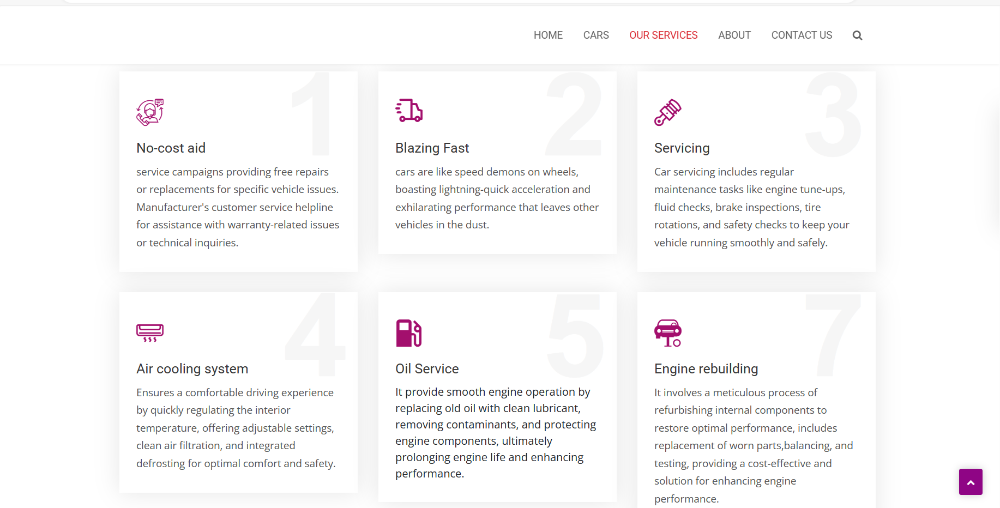 HOME CARS OUR SERVICES ABOUT CONTACT US
1
No-cost aid
service campaigns providing free repairs
or replacements for specific vehicle issues.
Manufacturer's customer service helpline
for assistance with warranty-related issues
or technical inquiries.
2
Blazing Fast
cars are like speed demons on wheels,
boasting lightning-quick acceleration and
exhilarating performance that leaves other
vehicles in the dust.
3
Servicing
Car servicing includes regular
maintenance tasks like engine tune-ups,
fluid checks, brake inspections, tire
rotations, and safety checks to keep your
vehicle running smoothly and safely.
4
Air cooling system
Ensures a comfortable driving experience
by quickly regulating the interior
temperature, offering adjustable settings,
clean air filtration, and integrated
defrosting for optimal comfort and safety.
5
Oil Service
It provide smooth engine operation by
replacing old oil with clean lubricant,
removing contaminants, and protecting
engine components, ultimately
prolonging engine life and enhancing
performance.
7
Engine rebuilding
It involves a meticulous process of
refurbishing internal components to
restore optimal performance, includes
replacement of worn parts,balancing, and
testing, providing a cost-effective and
solution for enhancing engine
performance.